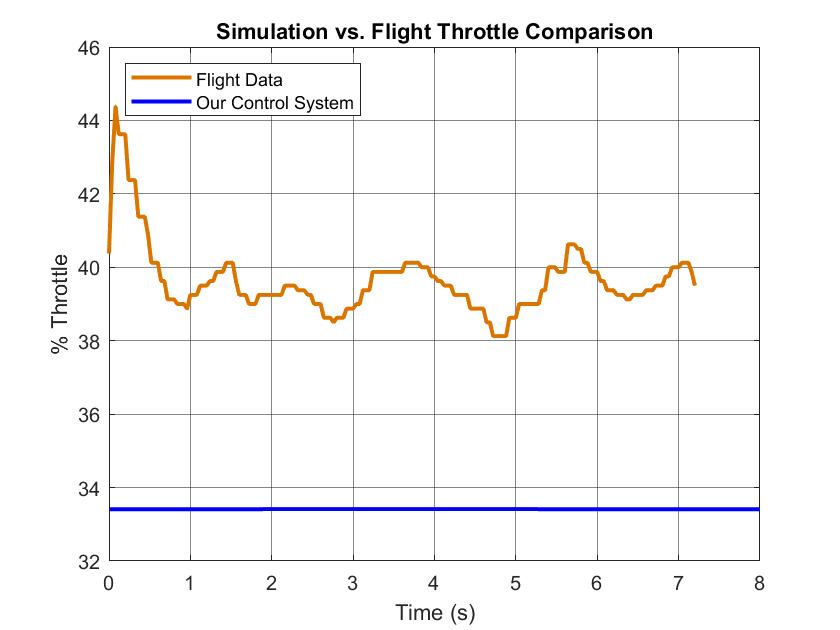 Simulation vs. Flight Throttle Comparison
46
44
42
40
38
36
34
32
% Throttle
Flight Data
Our Control System
0 1 2 3 4 5 6 7 8
Time (s)